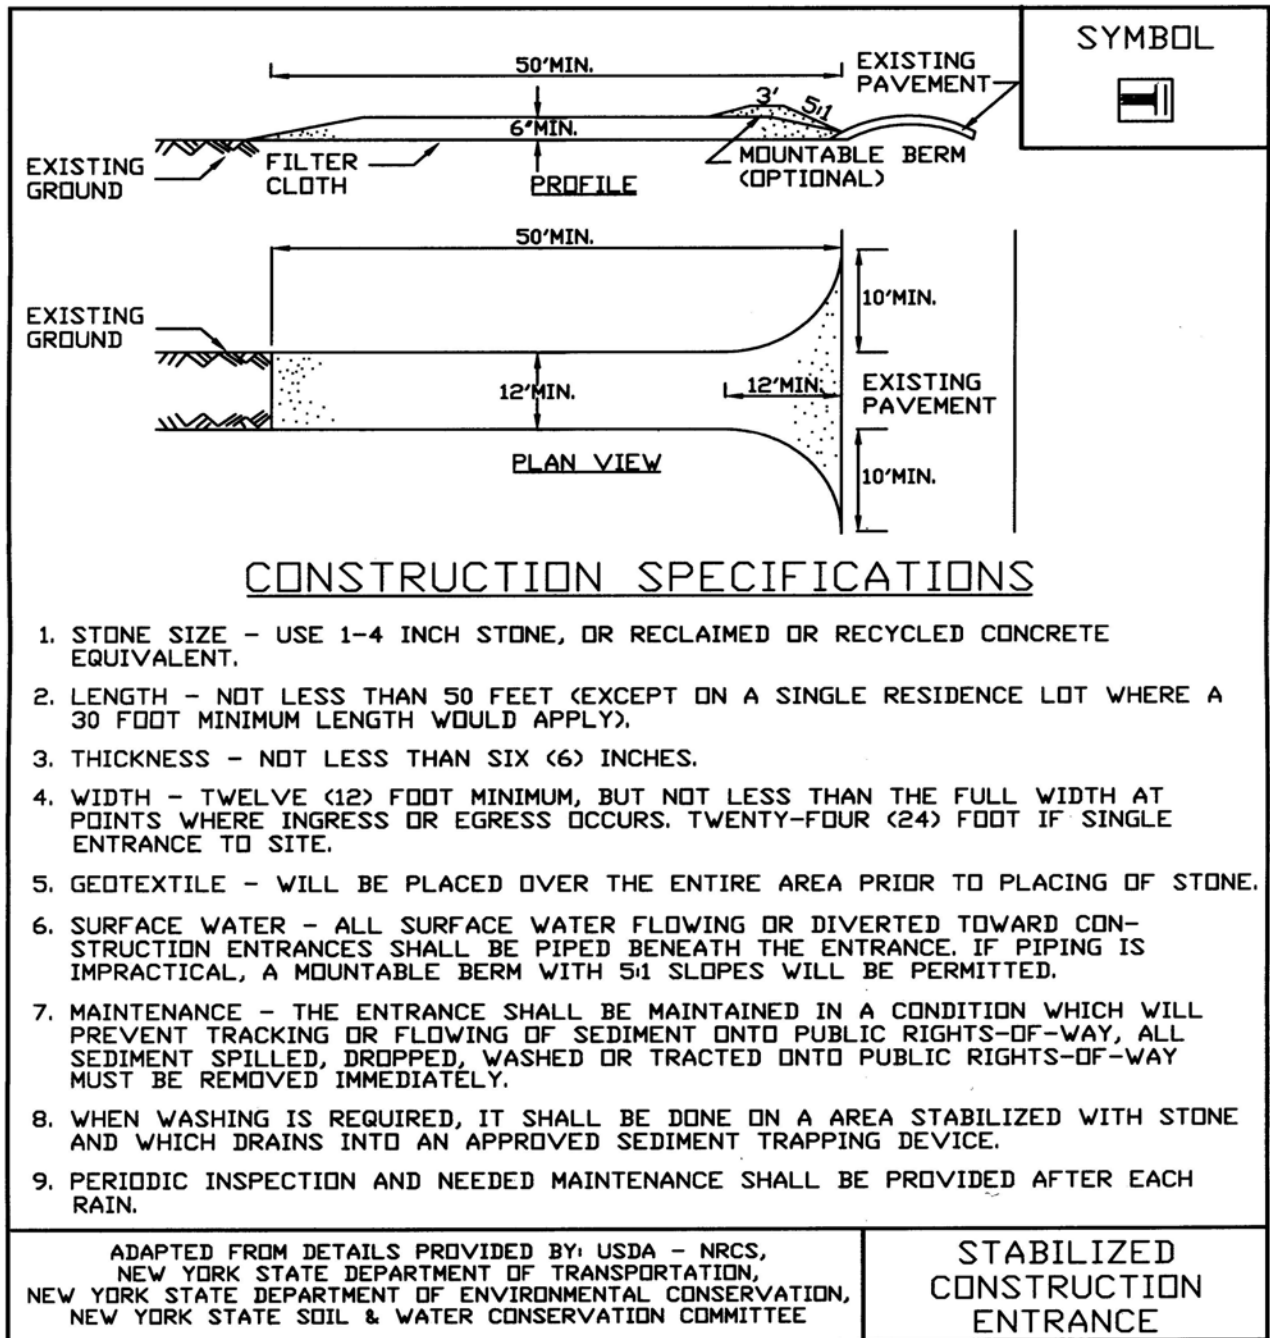 SYMBOL
50'MIN.
EXISTING
PAVEMENT
3'
5:1
6"MIN.
EXISTING
GROUND
FILTER
CLOTH
PROFILE
MOUNTABLE BERM
(OPTIONAL)
50'MIN.
10'MIN.
EXISTING
GROUND
12'MIN.
12'MIN.
EXISTING
PAVEMENT
PLAN VIEW
10'MIN.
CONSTRUCTION SPECIFICATIONS
1. STONE SIZE - USE 1-4 INCH STONE, OR RECLAIMED OR RECYCLED CONCRETE
EQUIVALENT.
2. LENGTH - NOT LESS THAN 50 FEET (EXCEPT ON A SINGLE RESIDENCE LOT WHERE A
30 FOOT MINIMUM LENGTH WOULD APPLY).
3. THICKNESS - NOT LESS THAN SIX (6) INCHES.
4. WIDTH - TWELVE (12) FOOT MINIMUM, BUT NOT LESS THAN THE FULL WIDTH AT
POINTS WHERE INGRESS OR EGRESS OCCURS. TWENTY-FOUR (24) FOOT IF SINGLE
ENTRANCE TO SITE.
5. GEOTEXTILE - WILL BE PLACED OVER THE ENTIRE AREA PRIOR TO PLACING OF STONE.
6. SURFACE WATER - ALL SURFACE WATER FLOWING OR DIVERTED TOWARD CON-
STRUCTION ENTRANCES SHALL BE PIPED BENEATH THE ENTRANCE. IF PIPING IS
IMPRACTICAL, A MOUNTABLE BERM WITH 5:1 SLOPES WILL BE PERMITTED.
7. MAINTENANCE - THE ENTRANCE SHALL BE MAINTAINED IN A CONDITION WHICH WILL
PREVENT TRACKING OR FLOWING OF SEDIMENT ONTO PUBLIC RIGHTS-OF-WAY, ALL
SEDIMENT SPILLED, DROPPED, WASHED OR TRACTED ONTO PUBLIC RIGHTS-OF-WAY
MUST BE REMOVED IMMEDIATELY.
8. WHEN WASHING IS REQUIRED, IT SHALL BE DONE ON A AREA STABILIZED WITH STONE
AND WHICH DRAINS INTO AN APPROVED SEDIMENT TRAPPING DEVICE.
9. PERIODIC INSPECTION AND NEEDED MAINTENANCE SHALL BE PROVIDED AFTER EACH
RAIN.
ADAPTED FROM DETAILS PROVIDED BY: USDA - NRCS,
NEW YORK STATE DEPARTMENT OF TRANSPORTATION,
NEW YORK STATE DEPARTMENT OF ENVIRONMENTAL CONSERVATION,
NEW YORK STATE SOIL & WATER CONSERVATION COMMITTEE
STABILIZED
CONSTRUCTION
ENTRANCE